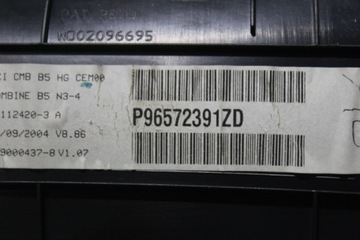 W002096695
CI CMB B5 HG CEM00
OMBINE B5 N3-4
112420-3 A
/09/2004 V8.86
9000437-8 V1.07
P96572391ZD